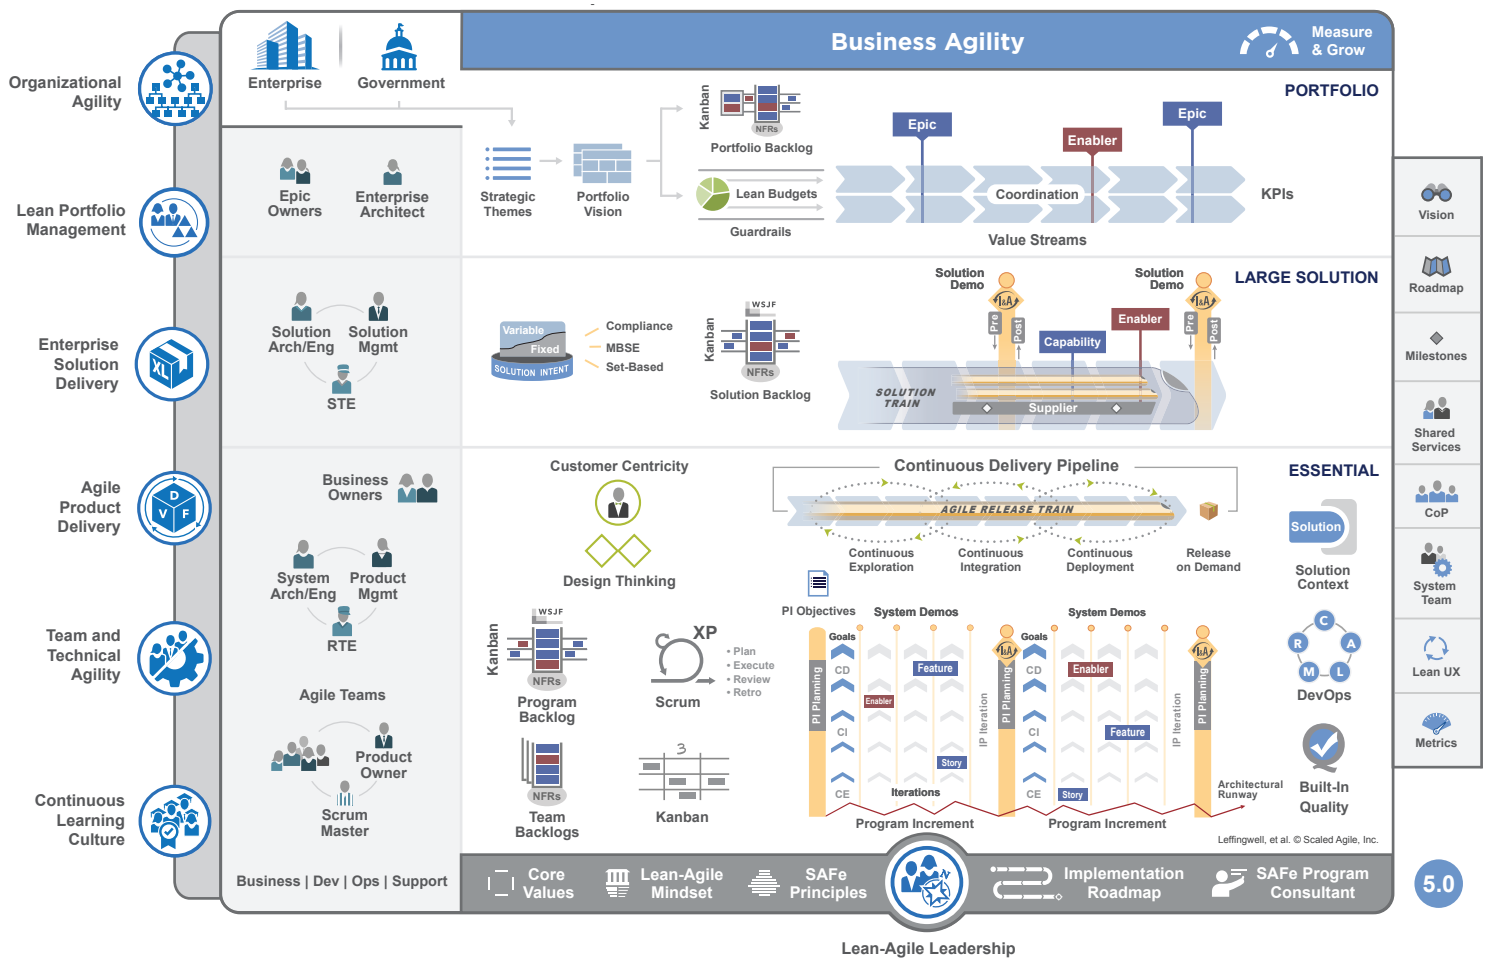 Business Agility
Measure
& Grow
Organizational
Agility
Lean Portfolio
Management
Enterprise
Solution
Delivery
XL
Agile
Product
Delivery
D
V
F
Team and
Technical
Agility
Continuous
Learning
Culture
Enterprise
Government
Epic
Owners
Enterprise
Architect
Strategic
Themes
Portfolio
Vision
Kanban
NFRs
Portfolio Backlog
Lean Budgets
Guardrails
PORTFOLIO
Epic
Enabler
Epic
Coordination
KPIs
Value Streams
Solution
Arch/Eng
Solution
Mgmt
STE
Variable
Fixed
SOLUTION INTENT
Compliance
MBSE
Set-Based
Kanban
WSJF
NFRs
Solution Backlog
LARGE SOLUTION
Solution
Demo
I&A
Pre
Post
Capability
Enabler
Solution
Demo
I&A
Pre
Post
SOLUTION
TRAIN
Supplier
Business
Owners
System
Arch/Eng
Product
Mgmt
RTE
Agile Teams
Product
Owner
Scrum
Master
Business | Dev | Ops | Support
Customer Centricity
Design Thinking
Kanban
WSJF
NFRs
Program
Backlog
XP
• Plan
• Execute
• Review
• Retro
Scrum
NFRs
Team
Backlogs
3
Kanban
ESSENTIAL
Continuous Delivery Pipeline
AGILE RELEASE TRAIN
Continuous
Exploration
Continuous
Integration
Continuous
Deployment
Release
on Demand
PI Objectives
System Demos
System Demos
PI Planning
Goals
CD
CI
CE
Enabler
Feature
Story
Iterations
IP Iteration
I&A
PI Planning
Goals
CD
CI
CE
Enabler
Feature
Story
IP Iteration
I&A
PI Planning
Architectural
Runway
Program Increment
Program Increment
Solution
Solution
Context
C
R
A
M
L
DevOps
Built-In
Quality
Leffingwell, et al. © Scaled Agile, Inc.
Vision
Roadmap
Milestones
Shared
Services
CoP
System
Team
Lean UX
Metrics
Core
Values
Lean-Agile
Mindset
SAFe
Principles
N
Implementation
Roadmap
SAFe Program
Consultant
Lean-Agile Leadership
5.0